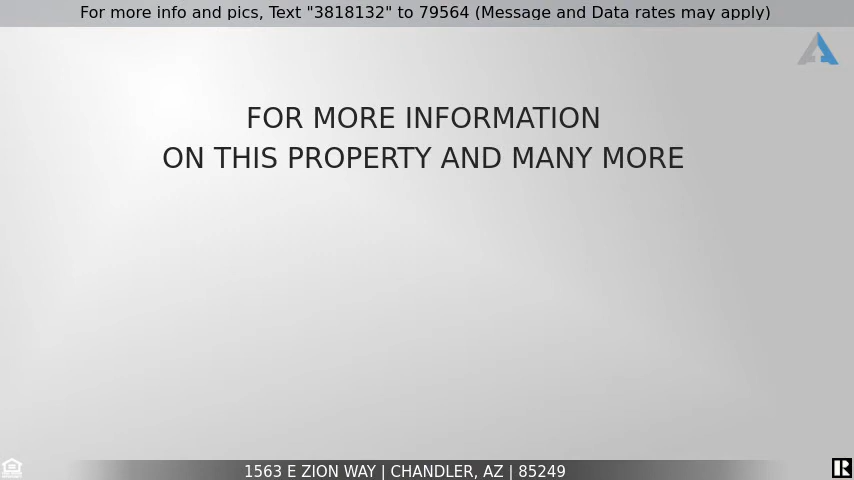 For more info and pics, Text "3818132" to 79564 (Message and Data rates may apply)
FOR MORE INFORMATION
ON THIS PROPERTY AND MANY MORE
1563 E ZION WAY | CHANDLER, AZ | 85249